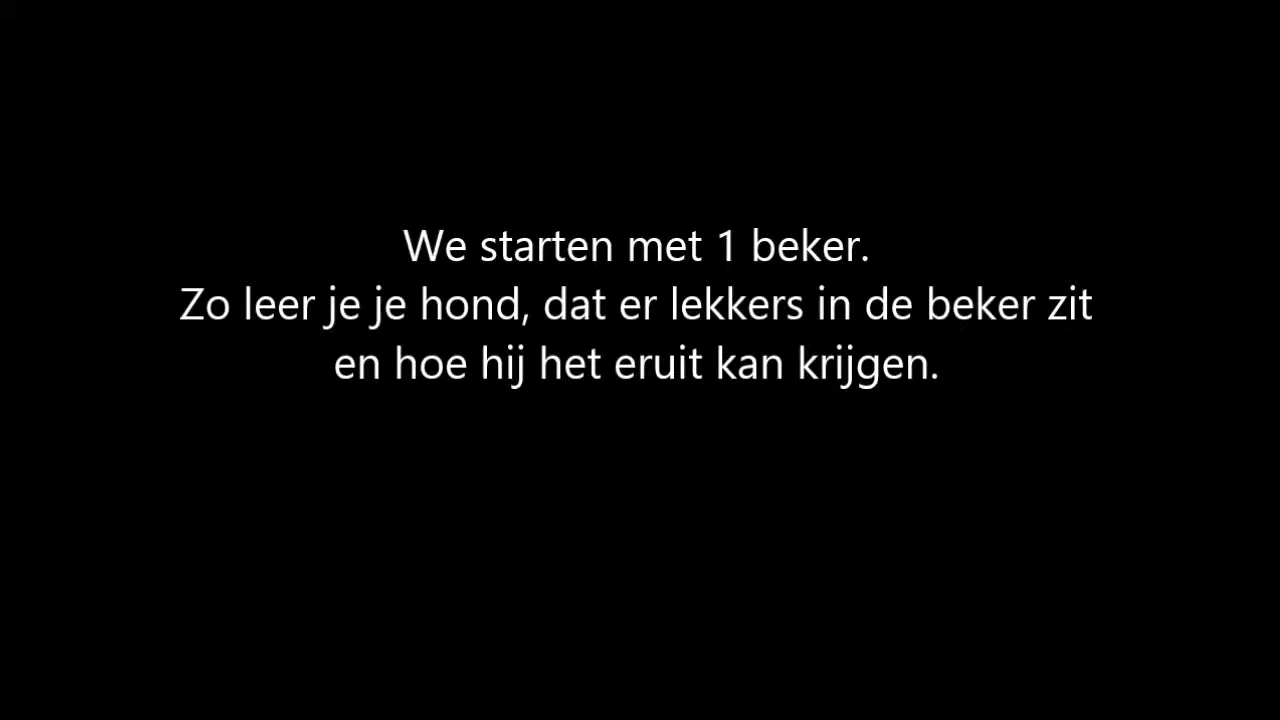 We starten met 1 beker.
Zo leer je je hond, dat er lekkers in de beker zit
en hoe hij het eruit kan krijgen.